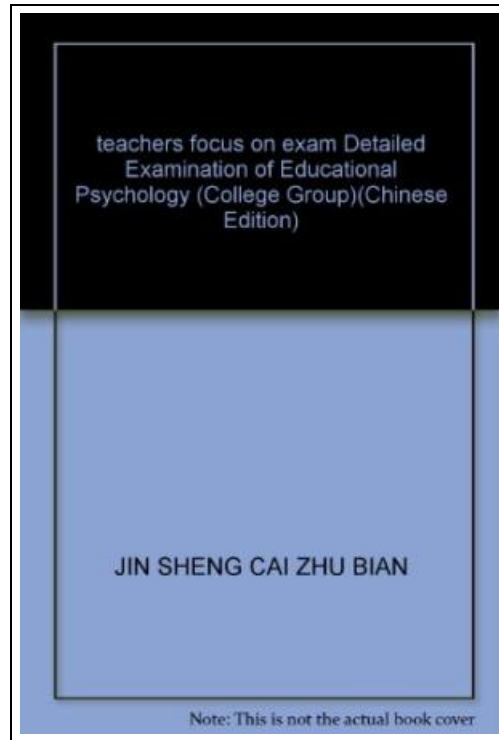 teachers focus on exam Detailed
Examination of Educational
Psychology (College Group)(Chinese
Edition)
JIN SHENG CAI ZHU BIAN
Note: This is not the actual book cover